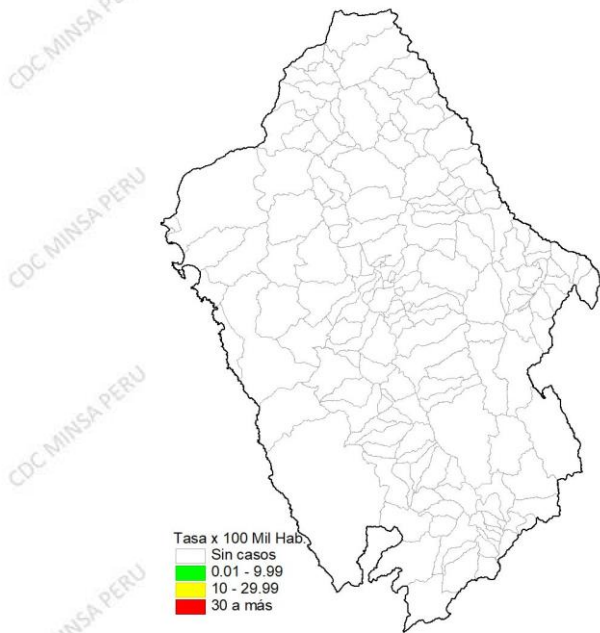 CDC MINSA PERU
CDC MINSA PERU
CDC MINSA PERU
Tasa x 100 Mil Hab.
Sin casos
0.01 - 9.99
10 - 29.99
30 a más
MINSA PERU